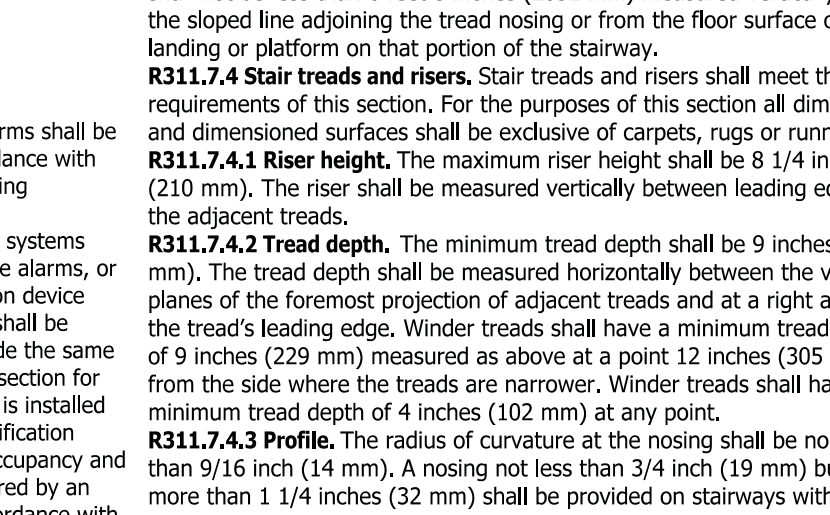 rms shall be
ance with
ing
systems
e alarms, or
on device
hall be
de the same
section for
is installed
ification
ccupancy and
red by an
ordance with
the sloped line adjoining the tread nosing or from the floor surface o
landing or platform on that portion of the stairway.
R311.7.4 Stair treads and risers. Stair treads and risers shall meet th
requirements of this section. For the purposes of this section all dim
and dimensioned surfaces shall be exclusive of carpets, rugs or runn
R311.7.4.1 Riser height. The maximum riser height shall be 8 1/4 in
(210 mm). The riser shall be measured vertically between leading ed
the adjacent treads.
R311.7.4.2 Tread depth. The minimum tread depth shall be 9 inches
mm). The tread depth shall be measured horizontally between the v
planes of the foremost projection of adjacent treads and at a right a
the tread's leading edge. Winder treads shall have a minimum tread
of 9 inches (229 mm) measured as above at a point 12 inches (305
from the side where the treads are narrower. Winder treads shall ha
minimum tread depth of 4 inches (102 mm) at any point.
R311.7.4.3 Profile. The radius of curvature at the nosing shall be no
than 9/16 inch (14 mm). A nosing not less than 3/4 inch (19 mm) bu
more than 1 1/4 inches (32 mm) shall be provided on stairways with